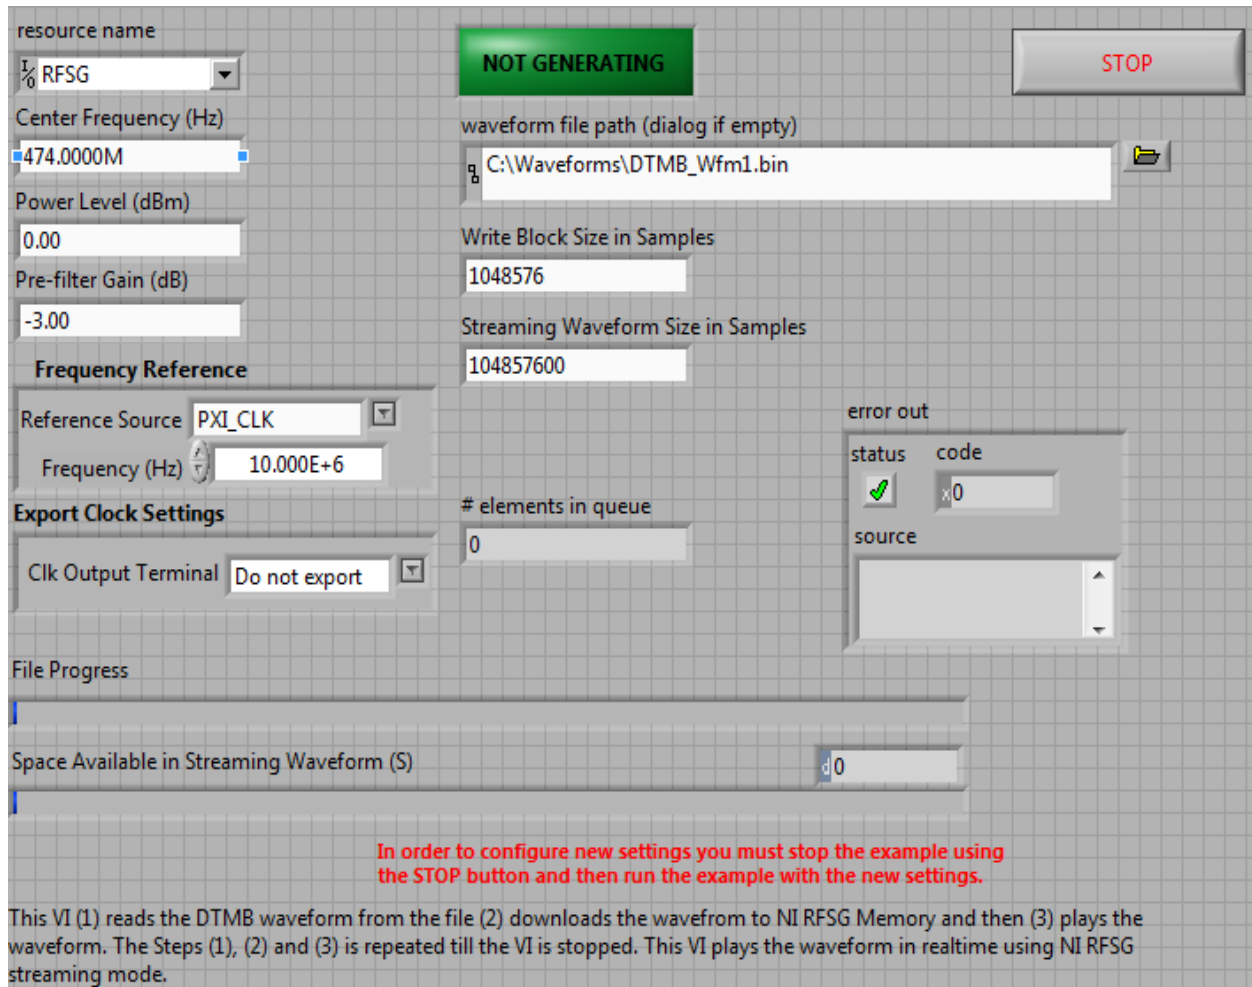 resource name
RFSG
Center Frequency (Hz)
474.0000M
Power Level (dBm)
0.00
Pre-filter Gain (dB)
-3.00
Frequency Reference
Reference Source PXI_CLK
Frequency (Hz) 10.000E+6
Export Clock Settings
Clk Output Terminal Do not export
NOT GENERATING
STOP
waveform file path (dialog if empty)
C:\Waveforms\DTMB_Wfm1.bin
Write Block Size in Samples
1048576
Streaming Waveform Size in Samples
104857600
# elements in queue
0
error out
status code
x0
source
File Progress
Space Available in Streaming Waveform (S)
d0
In order to configure new settings you must stop the example using
the STOP button and then run the example with the new settings.
This VI (1) reads the DTMB waveform from the file (2) downloads the wavefrom to NI RFSG Memory and then (3) plays the
waveform. The Steps (1), (2) and (3) is repeated till the VI is stopped. This VI plays the waveform in realtime using NI RFSG
streaming mode.